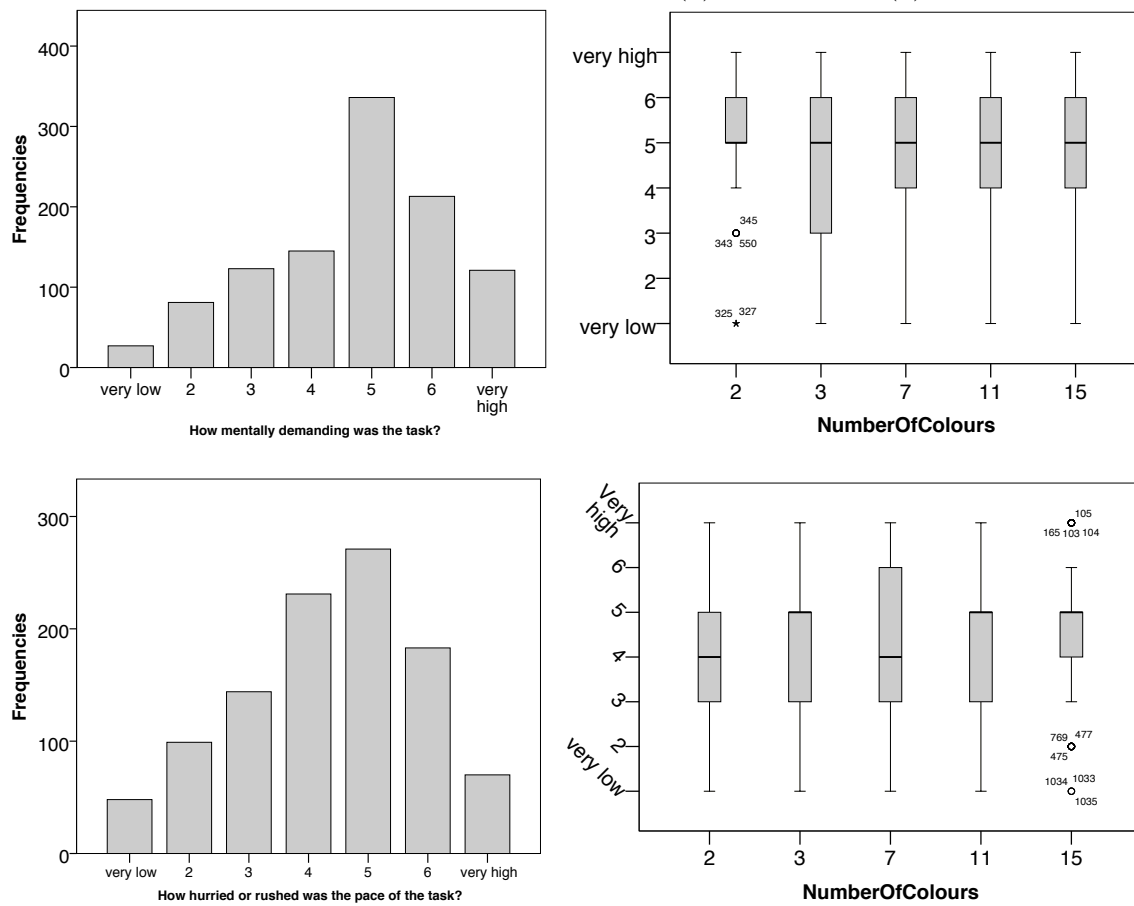 400
300
200
100
0
Frequencies
very low 2 3 4 5 6 very
high
How mentally demanding was the task?
very high
6
5
4
3
2
very low
345
343 550
325 327
2 3 7 11 15
NumberOfColours
300
200
100
0
Frequencies
very low 2 3 4 5 6 very high
How hurried or rushed was the pace of the task?
Very
high
6
5
4
3
2
very low
105
165 103 104
769 477
475
1034 1033
1035
2 3 7 11 15
NumberOfColours